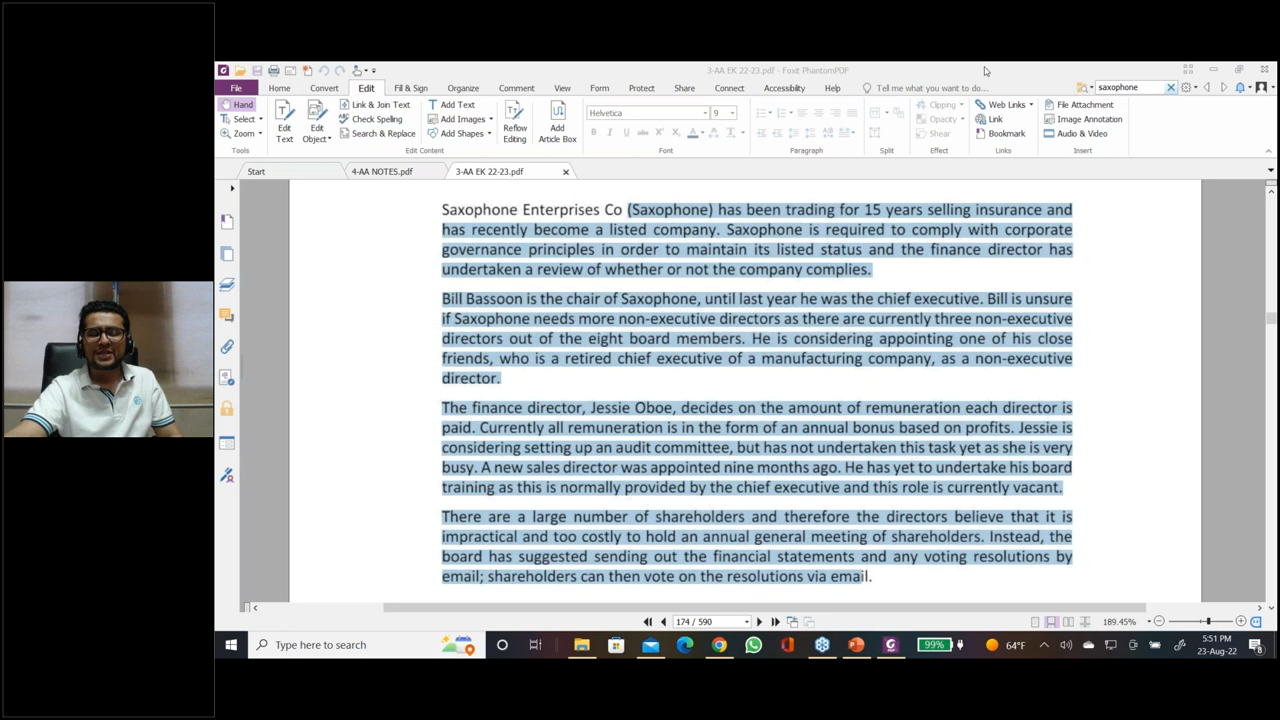 3-AA EK 22-23.pdf - Foxit PhantomPDF
File Home Convert Edit Fill & Sign Organize Comment View Form Protect Share Connect Accessibility Help Tell me what you want to do... saxophone
Hand Link & Join Text Add Text Helvetica 9 Clipping Web Links File Attachment
Select Check Spelling Add Images Opacity Link Image Annotation
Zoom Edit Text Edit Object Search & Replace Add Shapes Reflow Editing Add Article Box Shear Bookmark Audio & Video
Tools Edit Content Font Paragraph Split Effect Links Insert
Start 4-AA NOTES.pdf 3-AA EK 22-23.pdf
Saxophone Enterprises Co (Saxophone) has been trading for 15 years selling insurance and
has recently become a listed company. Saxophone is required to comply with corporate
governance principles in order to maintain its listed status and the finance director has
undertaken a review of whether or not the company complies.
Bill Bassoon is the chair of Saxophone, until last year he was the chief executive. Bill is unsure
if Saxophone needs more non-executive directors as there are currently three non-executive
directors out of the eight board members. He is considering appointing one of his close
friends, who is a retired chief executive of a manufacturing company, as a non-executive
director.
The finance director, Jessie Oboe, decides on the amount of remuneration each director is
paid. Currently all remuneration is in the form of an annual bonus based on profits. Jessie is
considering setting up an audit committee, but has not undertaken this task yet as she is very
busy. A new sales director was appointed nine months ago. He has yet to undertake his board
training as this is normally provided by the chief executive and this role is currently vacant.
There are a large number of shareholders and therefore the directors believe that it is
impractical and too costly to hold an annual general meeting of shareholders. Instead, the
board has suggested sending out the financial statements and any voting resolutions by
email; shareholders can then vote on the resolutions via email.
174 / 590 189.45%
Type here to search 99% 64°F 5:51 PM
23-Aug-22